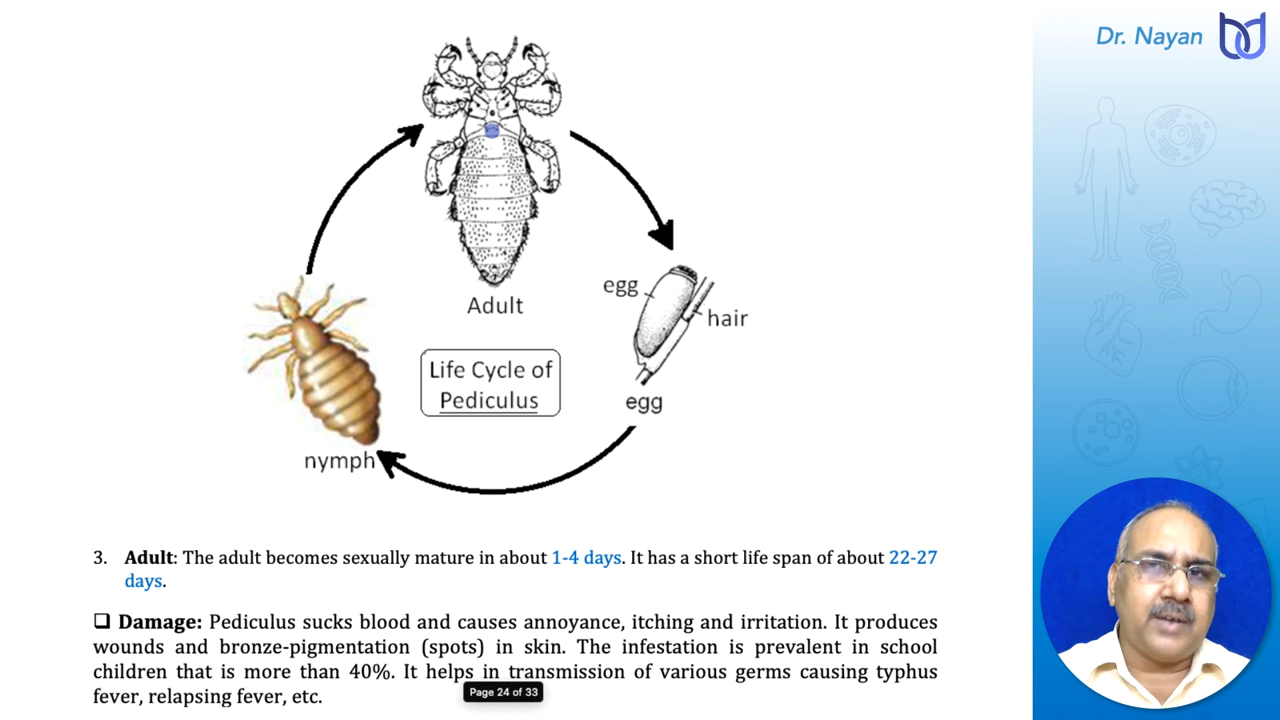 Dr. Nayan
egg
hair
Adult
Life Cycle of
Pediculus
egg
nymph
3. Adult: The adult becomes sexually mature in about 1-4 days. It has a short life span of about 22-27
days.
❑ Damage: Pediculus sucks blood and causes annoyance, itching and irritation. It produces
wounds and bronze-pigmentation (spots) in skin. The infestation is prevalent in school
children that is more than 40%. It helps in transmission of various germs causing typhus
fever, relapsing fever, etc.
Page 24 of 33